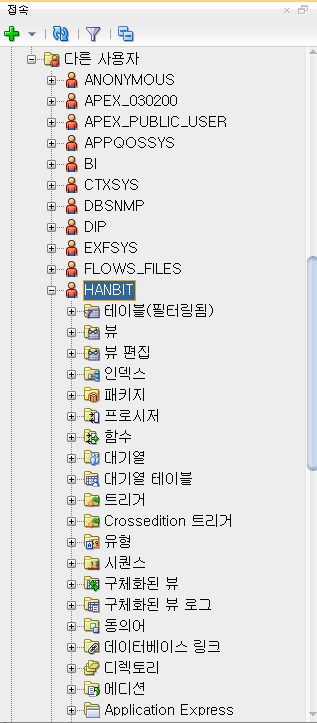 접속
다른 사용자
ANONYMOUS
APEX_030200
APEX_PUBLIC_USER
APPQOSSYS
BI
CTXSYS
DBSNMP
DIP
EXFSYS
FLOWS_FILES
HANBIT
테이블(필터링됨)
뷰
뷰 편집
인덱스
패키지
프로시저
함수
대기열
대기열 테이블
트리거
Crossedition 트리거
유형
시퀀스
구체화된 뷰
구체화된 뷰 로그
동의어
데이터베이스 링크
디렉토리
에디션
Application Express